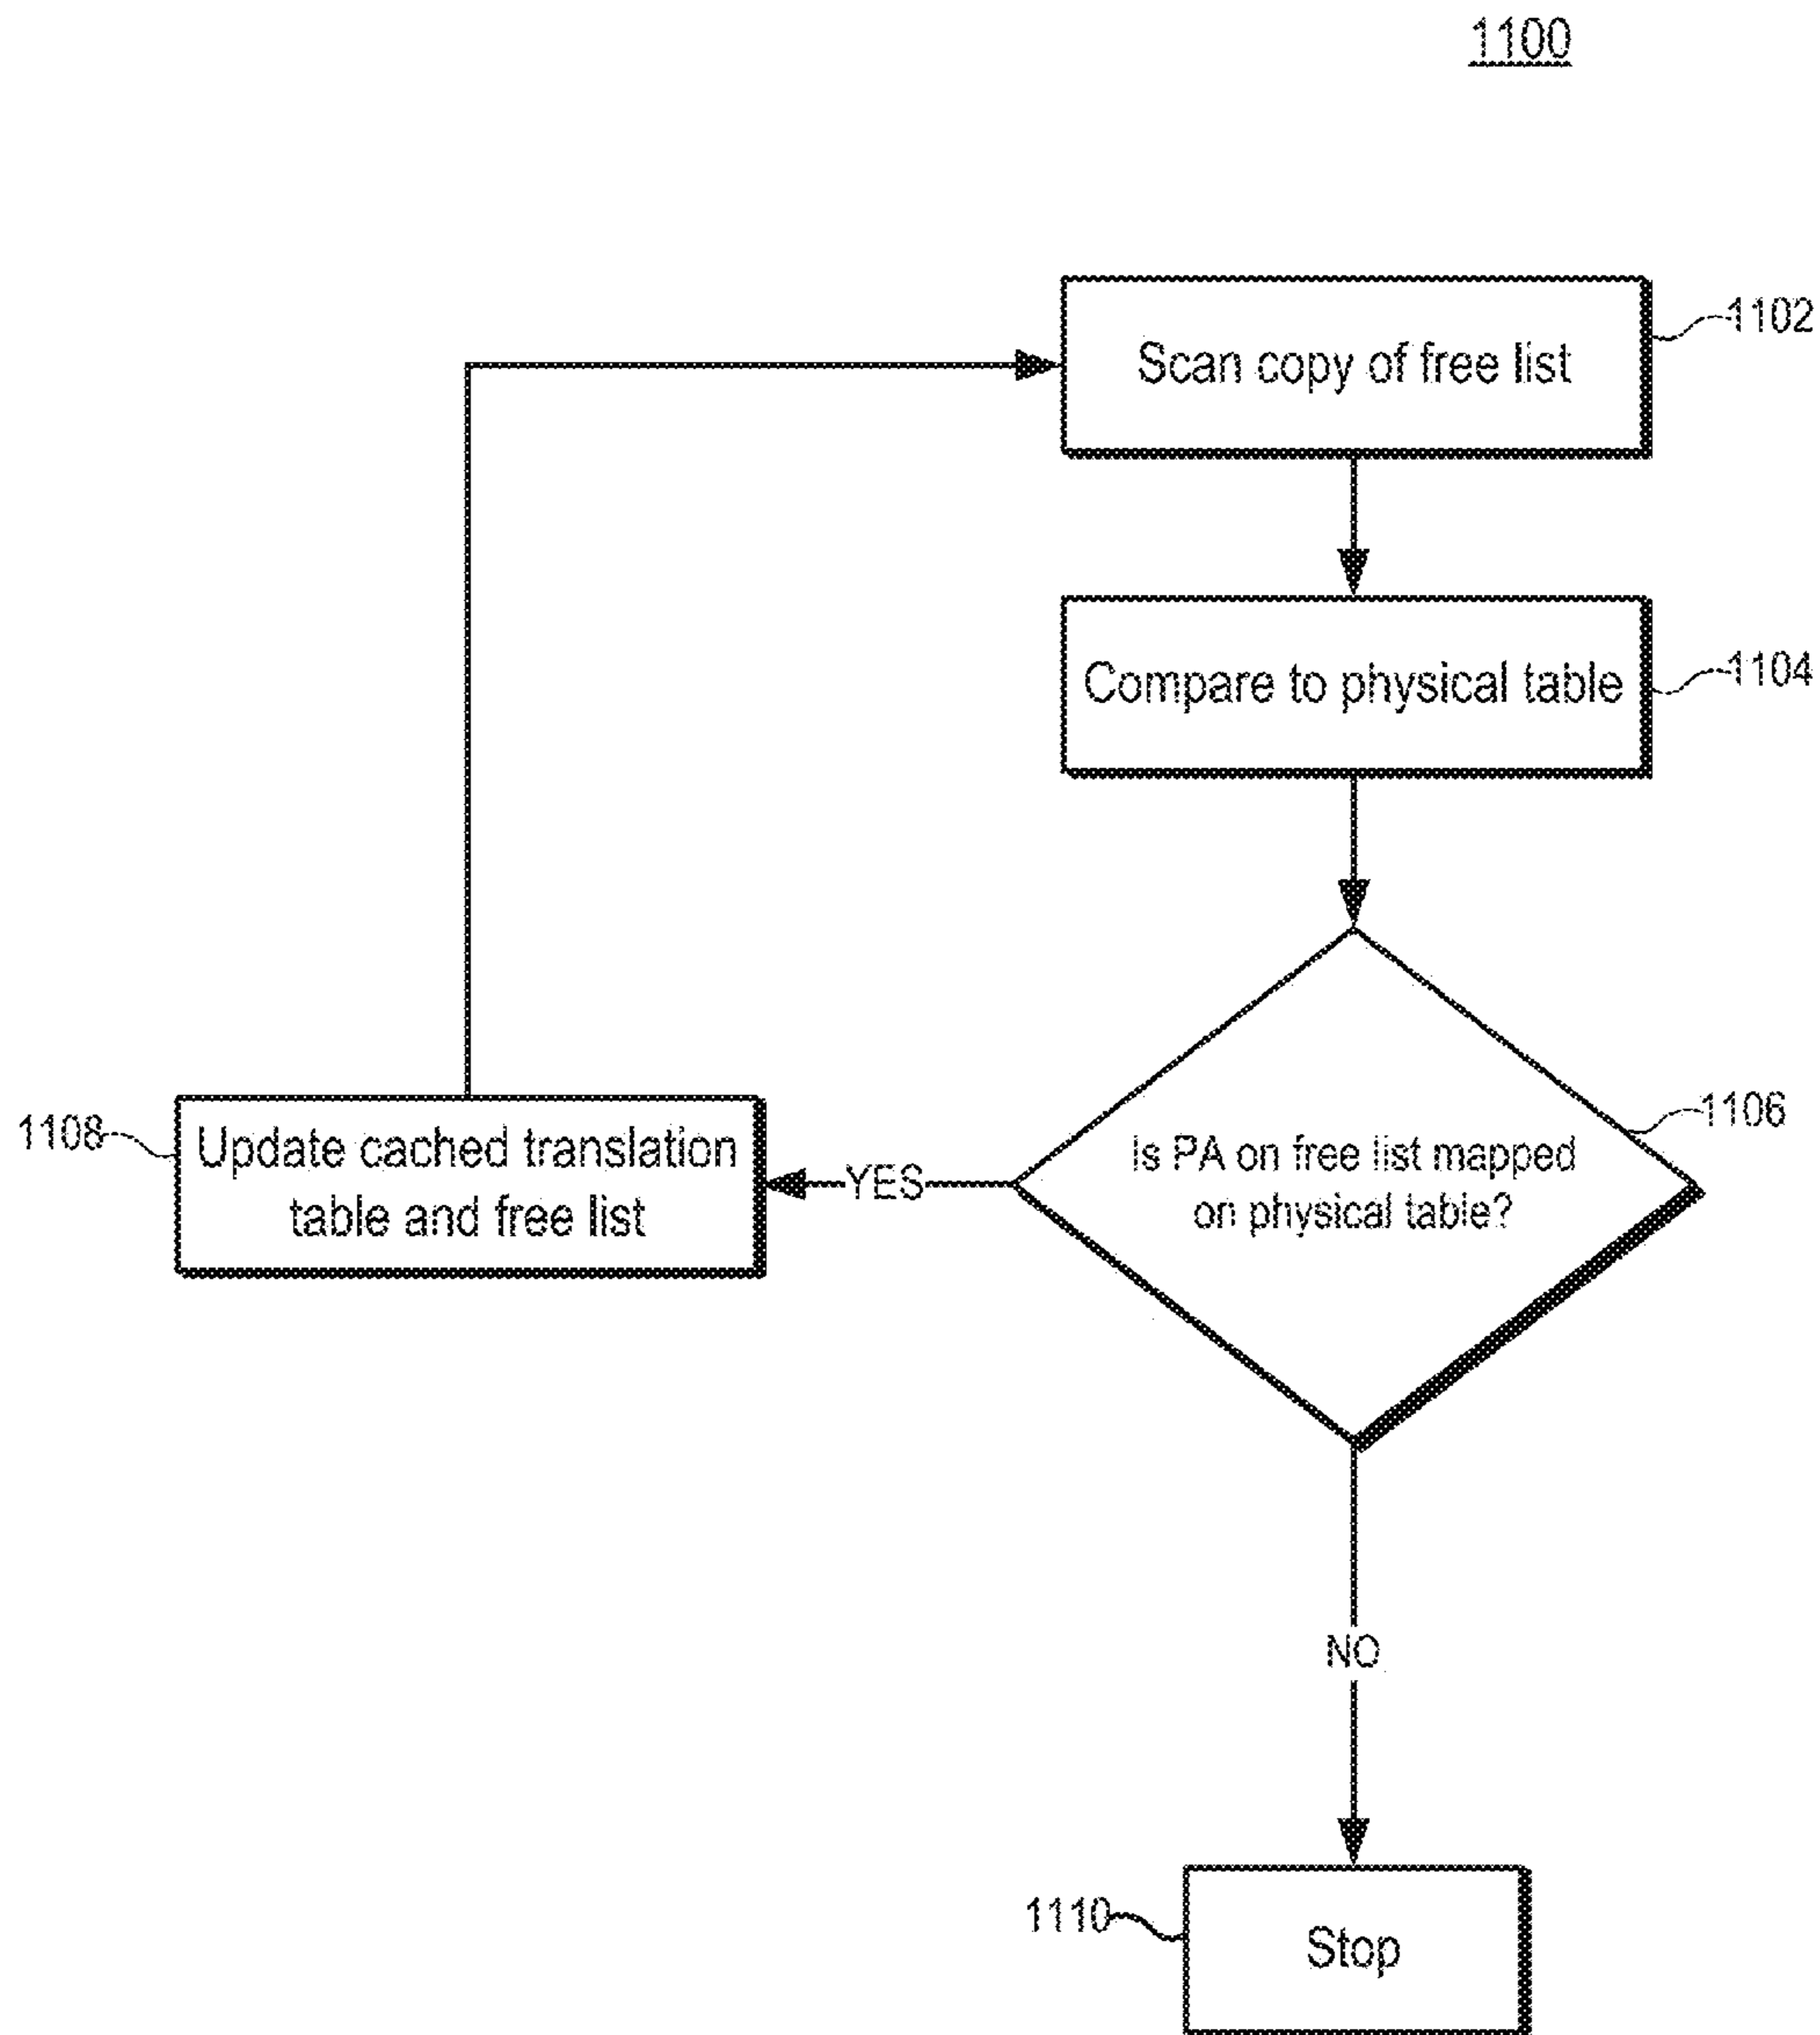 1100
Scan copy of free list
1102
Compare to physical table
1104
Is PA on free list mapped
on physical table?
1106
YES
1108
Update cached translation
table and free list
NO
1110
Stop